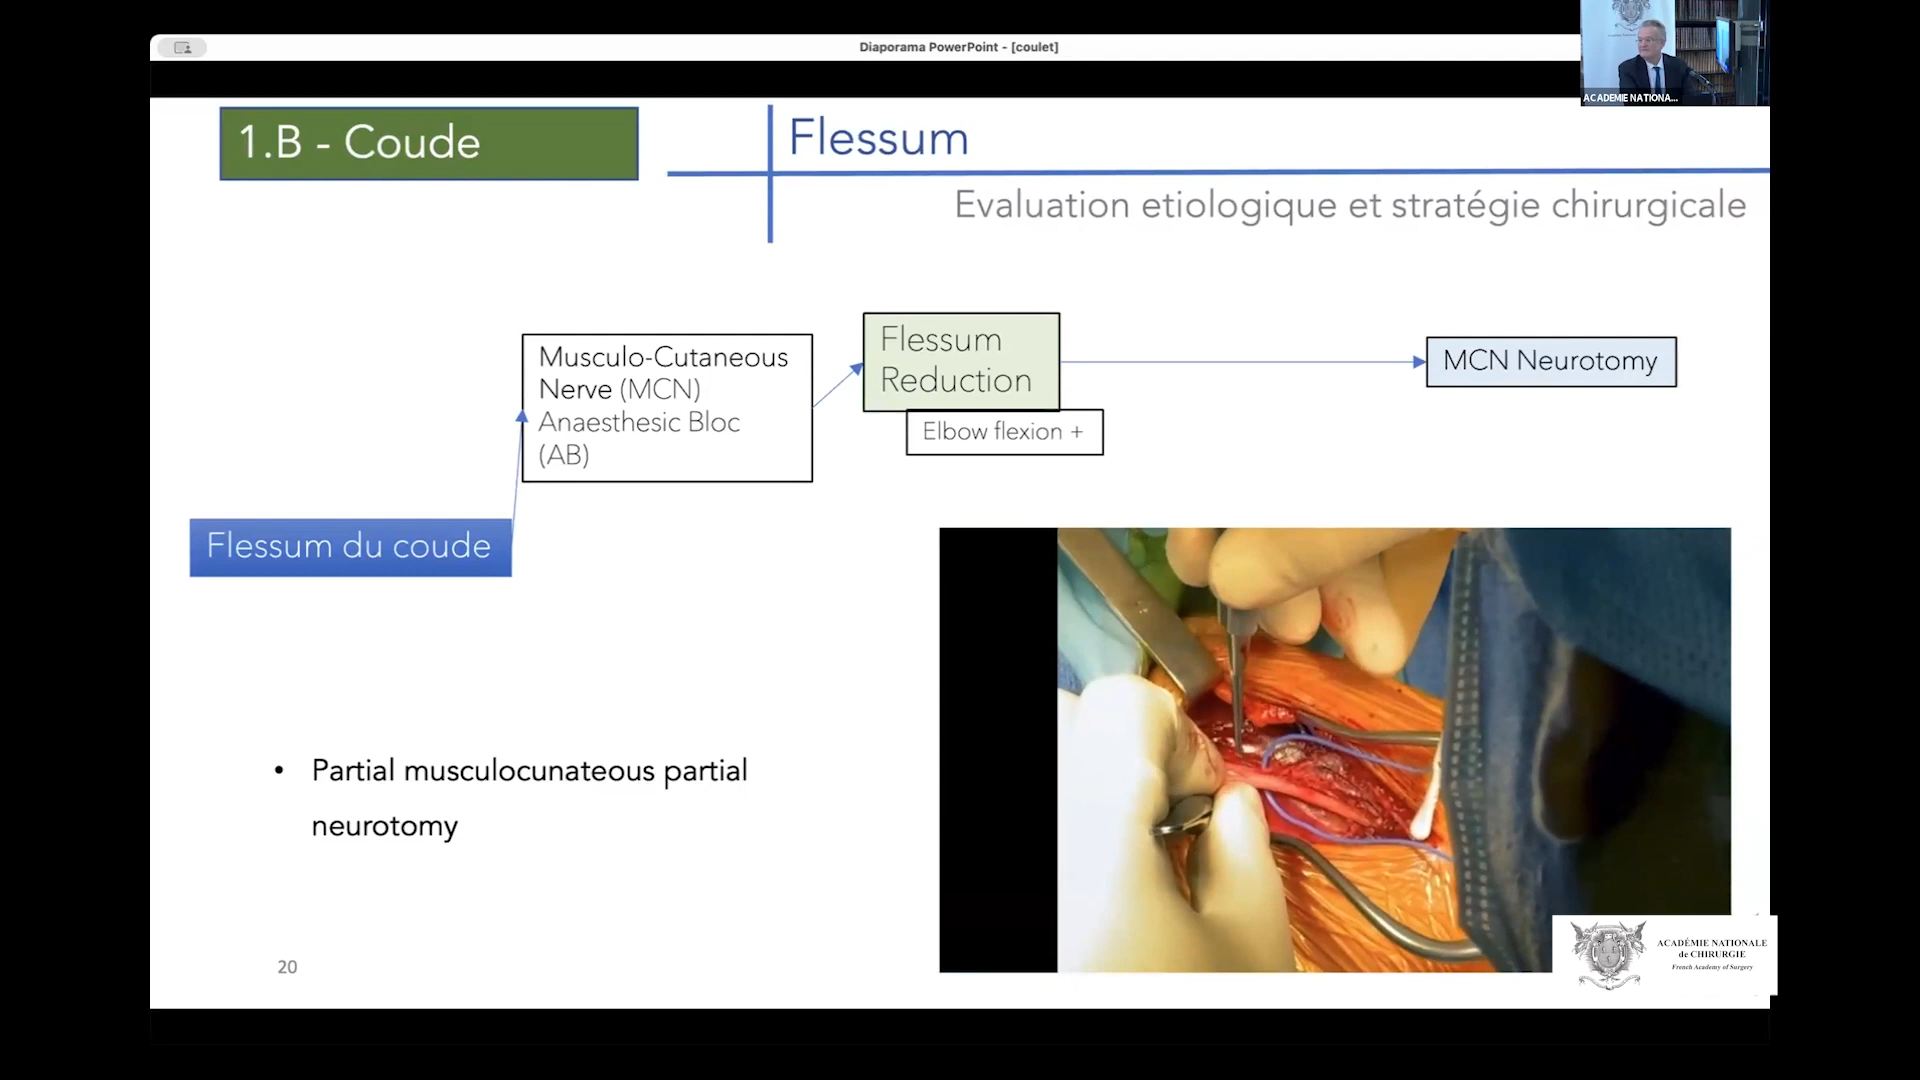 Diaporama PowerPoint - [coulet]
ACADEMIE NATIONA...
1.B - Coude
Flessum
Evaluation etiologique et stratégie chirurgicale
Musculo-Cutaneous
Nerve (MCN)
Anaesthesic Bloc
(AB)
Flessum
Reduction
Elbow flexion +
MCN Neurotomy
Flessum du coude
• Partial musculocunateous partial
neurotomy
20
ACADÉMIE NATIONALE
de CHIRURGIE
French Academy of Surgery